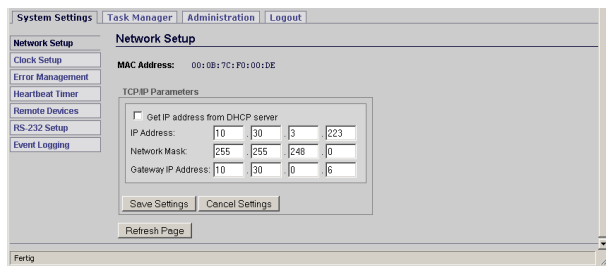 System Settings Task Manager Administration Logout
Network Setup
Clock Setup
Error Management
Heartbeat Timer
Remote Devices
RS-232 Setup
Event Logging
Network Setup
MAC Address: 00:0B:7C:F0:00:DE
TCP/IP Parameters
Get IP address from DHCP server
IP Address: 10 . 30 . 3 . 223
Network Mask: 255 . 255 . 248 . 0
Gateway IP Address: 10 . 30 . 0 . 6
Save Settings Cancel Settings
Refresh Page
Fertig